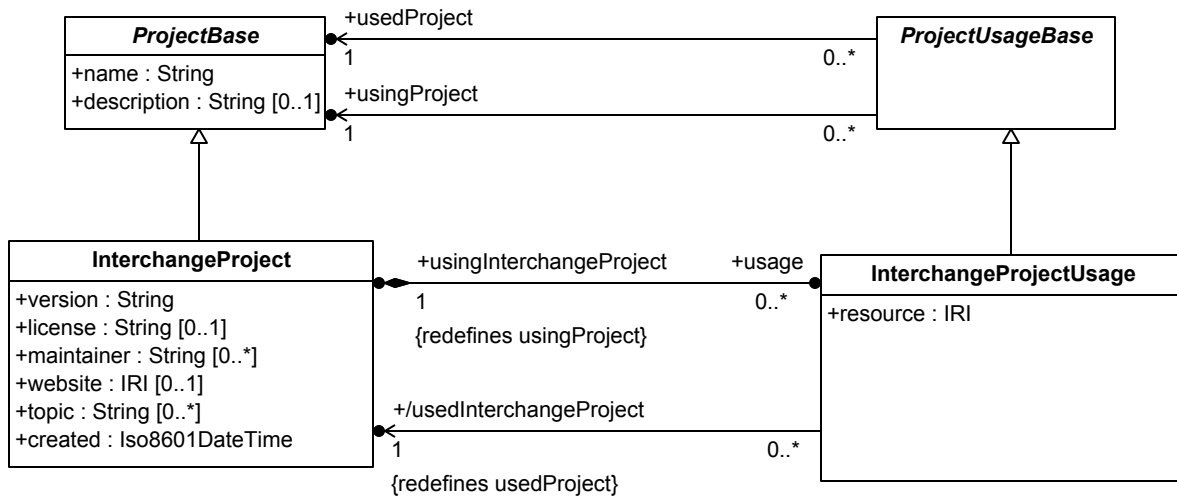 ProjectBase
+name : String
+description : String [0..1]
+usedProject
1
0..*
+usingProject
1
0..*
ProjectUsageBase
InterchangeProject
+version : String
+license : String [0..1]
+maintainer : String [0..*]
+website : IRI [0..1]
+topic : String [0..*]
+created : Iso8601DateTime
+usingInterchangeProject
+usage
1
0..*
{redefines usingProject}
+/usedInterchangeProject
1
0..*
{redefines usedProject}
InterchangeProjectUsage
+resource : IRI